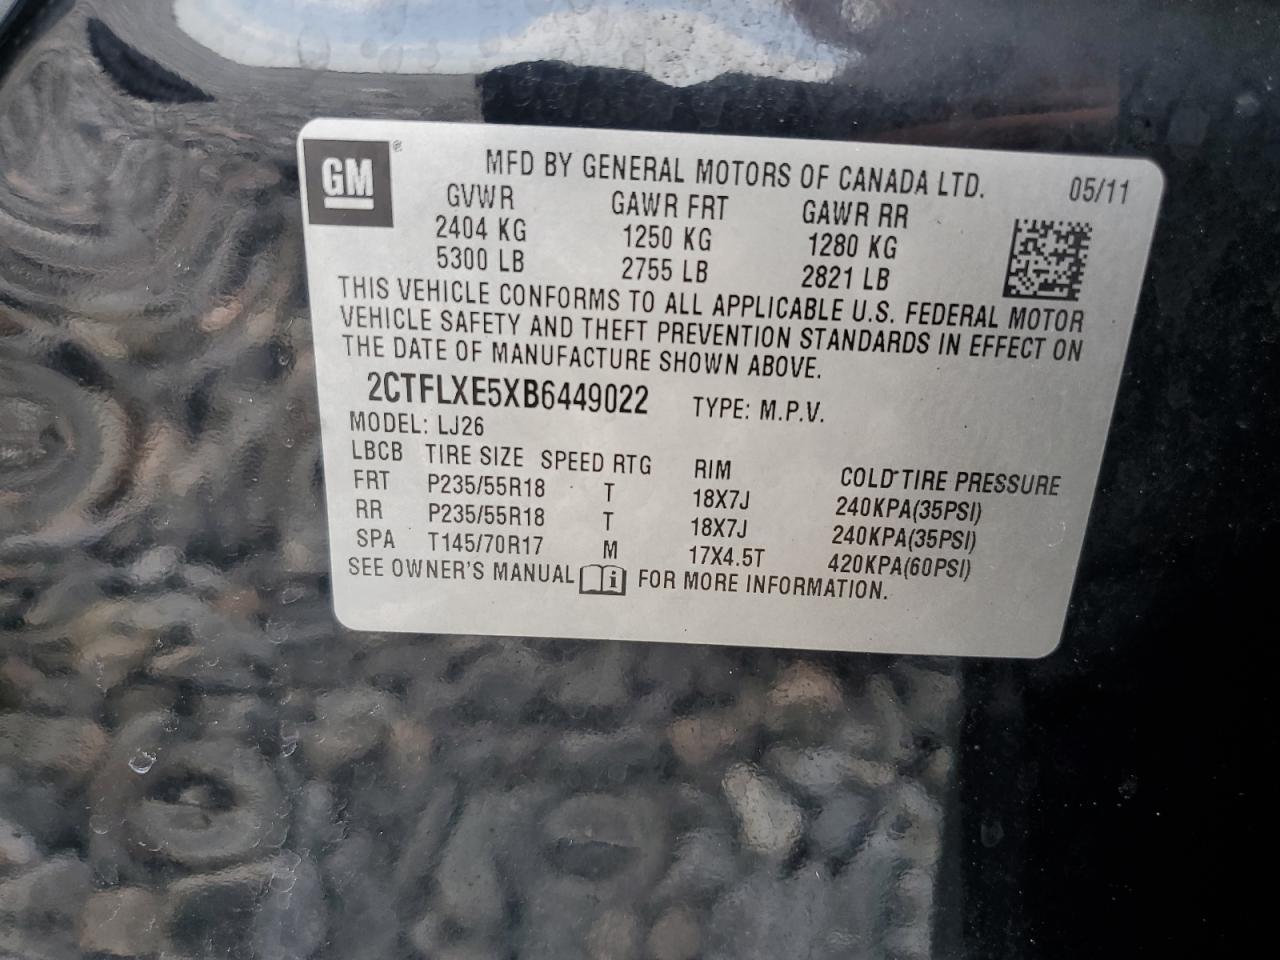 GM ®
MFD BY GENERAL MOTORS OF CANADA LTD. 05/11
GVWR GAWR FRT GAWR RR
2404 KG 1250 KG 1280 KG
5300 LB 2755 LB 2821 LB
THIS VEHICLE CONFORMS TO ALL APPLICABLE U.S. FEDERAL MOTOR
VEHICLE SAFETY AND THEFT PREVENTION STANDARDS IN EFFECT ON
THE DATE OF MANUFACTURE SHOWN ABOVE.
2CTFLXE5XB6449022 TYPE: M.P.V.
MODEL: LJ26
LBCB TIRE SIZE SPEED RTG RIM COLD TIRE PRESSURE
FRT P235/55R18 T 18X7J 240KPA(35PSI)
RR P235/55R18 T 18X7J 240KPA(35PSI)
SPA T145/70R17 M 17X4.5T 420KPA(60PSI)
SEE OWNER'S MANUAL i FOR MORE INFORMATION.